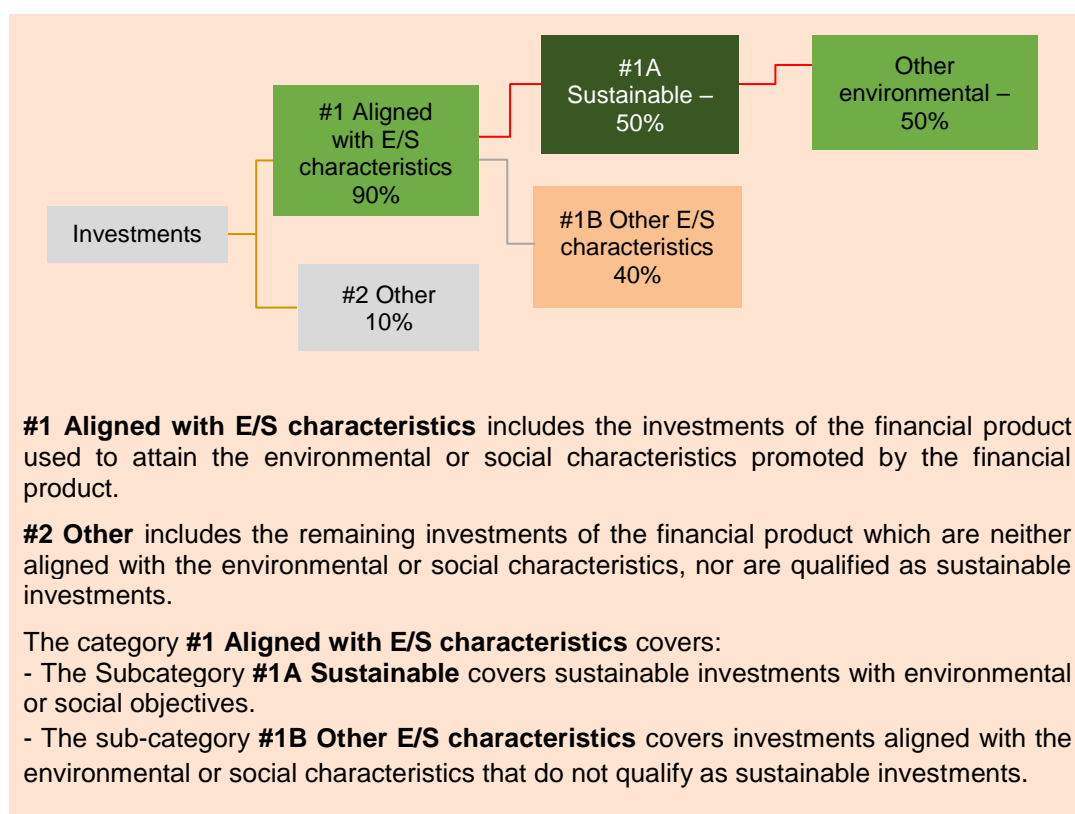 #1A
Sustainable –
50%
Other
environmental –
50%
#1 Aligned
with E/S
characteristics
90%
Investments
#1B Other E/S
characteristics
40%
#2 Other
10%
#1 Aligned with E/S characteristics includes the investments of the financial product
used to attain the environmental or social characteristics promoted by the financial
product.
#2 Other includes the remaining investments of the financial product which are neither
aligned with the environmental or social characteristics, nor are qualified as sustainable
investments.
The category #1 Aligned with E/S characteristics covers:
- The Subcategory #1A Sustainable covers sustainable investments with environmental
or social objectives.
- The sub-category #1B Other E/S characteristics covers investments aligned with the
environmental or social characteristics that do not qualify as sustainable investments.